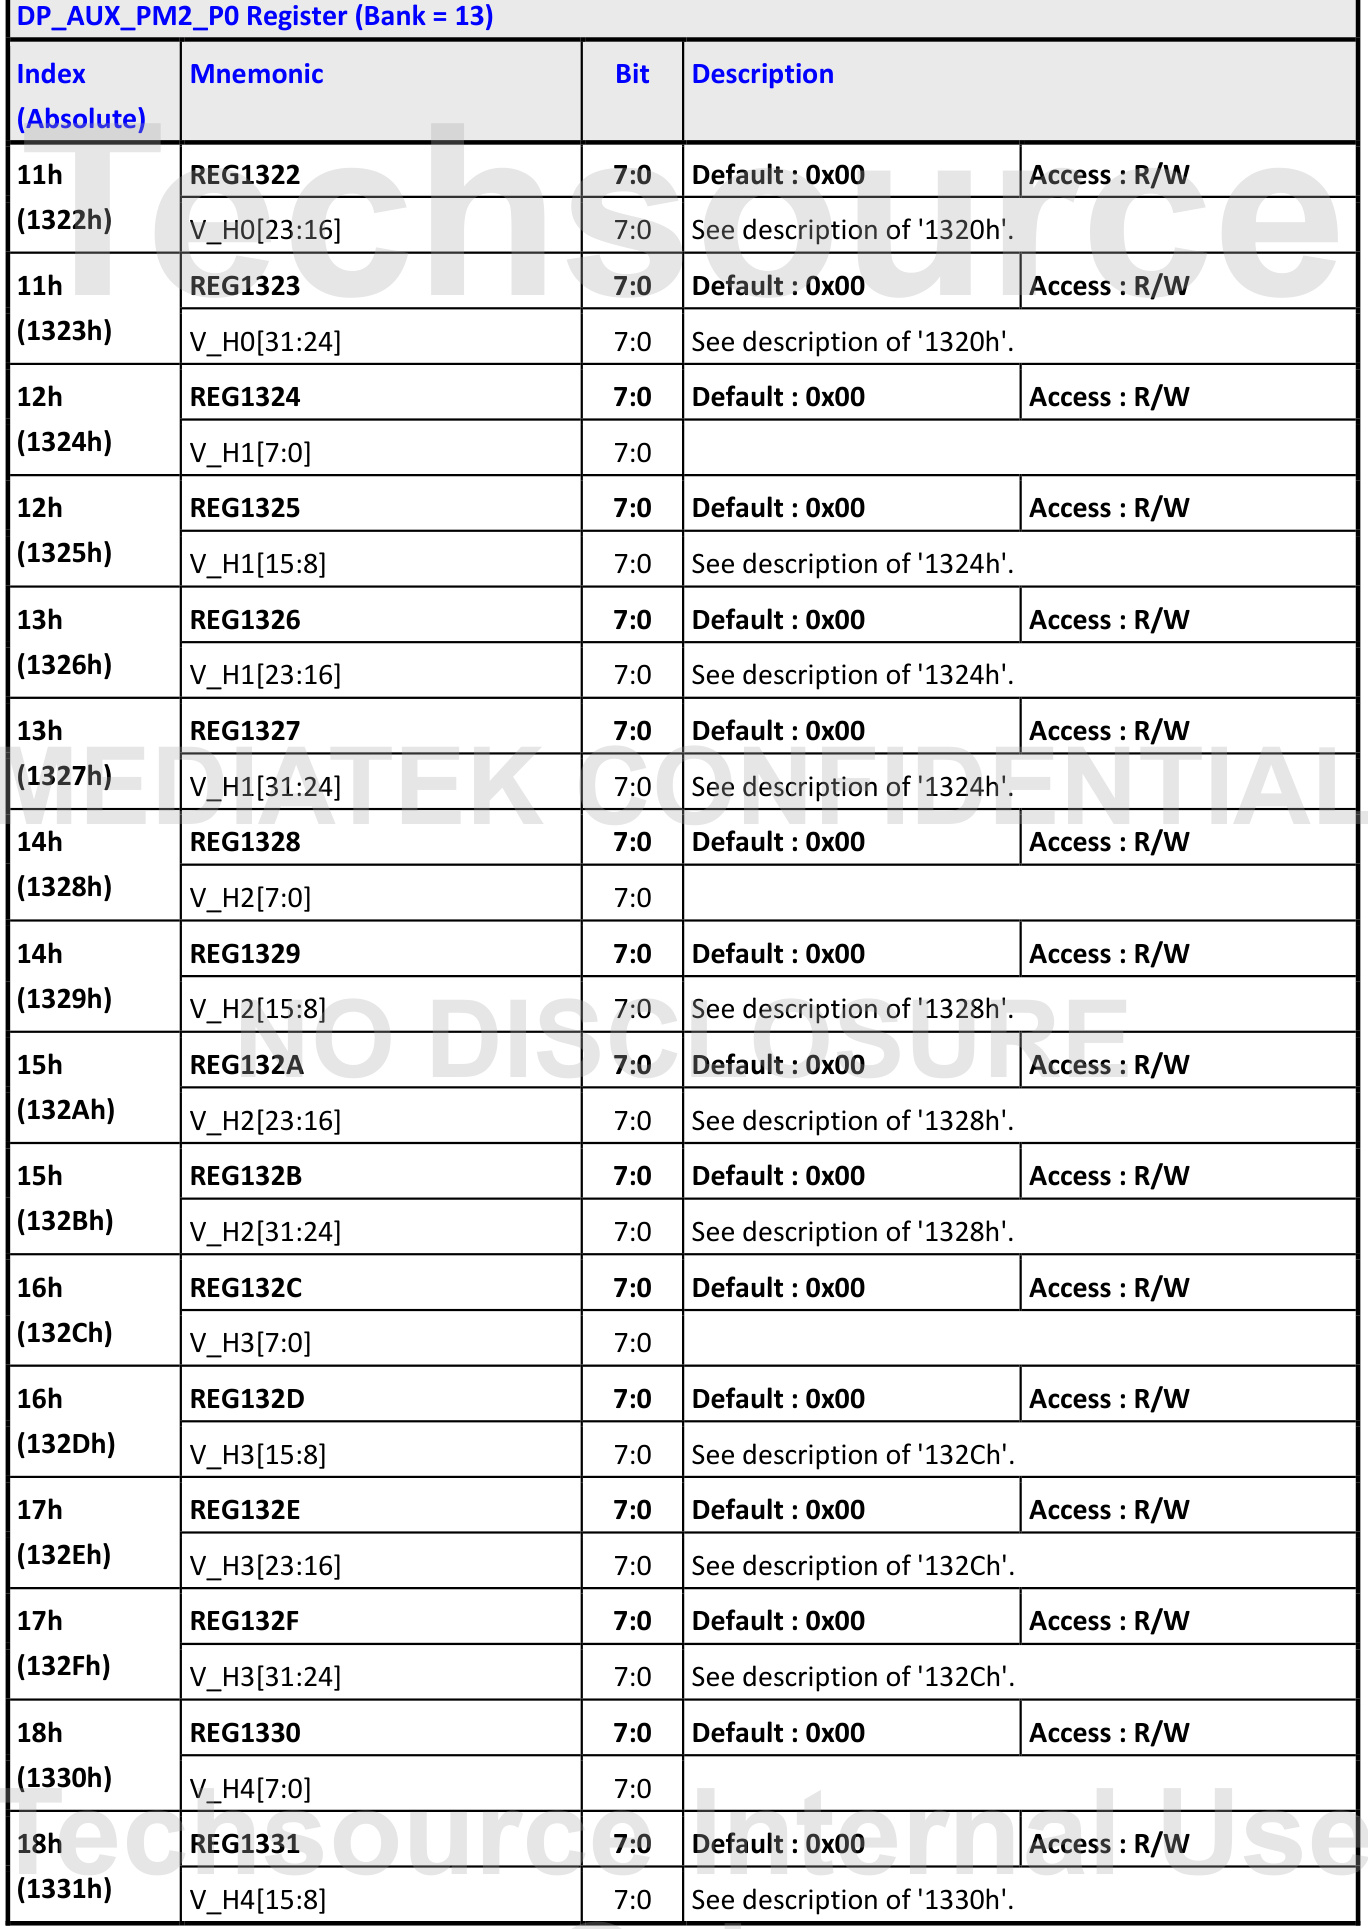 DP_AUX_PM2_P0 Register (Bank = 13)
Index (Absolute) Mnemonic Bit Description
11h (1322h) REG1322 7:0 Default : 0x00 Access : R/W
V_H0[23:16] 7:0 See description of '1320h'.
11h (1323h) REG1323 7:0 Default : 0x00 Access : R/W
V_H0[31:24] 7:0 See description of '1320h'.
12h (1324h) REG1324 7:0 Default : 0x00 Access : R/W
V_H1[7:0] 7:0
12h (1325h) REG1325 7:0 Default : 0x00 Access : R/W
V_H1[15:8] 7:0 See description of '1324h'.
13h (1326h) REG1326 7:0 Default : 0x00 Access : R/W
V_H1[23:16] 7:0 See description of '1324h'.
13h (1327h) REG1327 7:0 Default : 0x00 Access : R/W
V_H1[31:24] 7:0 See description of '1324h'.
14h (1328h) REG1328 7:0 Default : 0x00 Access : R/W
V_H2[7:0] 7:0
14h (1329h) REG1329 7:0 Default : 0x00 Access : R/W
V_H2[15:8] 7:0 See description of '1328h'.
15h (132Ah) REG132A 7:0 Default : 0x00 Access : R/W
V_H2[23:16] 7:0 See description of '1328h'.
15h (132Bh) REG132B 7:0 Default : 0x00 Access : R/W
V_H2[31:24] 7:0 See description of '1328h'.
16h (132Ch) REG132C 7:0 Default : 0x00 Access : R/W
V_H3[7:0] 7:0
16h (132Dh) REG132D 7:0 Default : 0x00 Access : R/W
V_H3[15:8] 7:0 See description of '132Ch'.
17h (132Eh) REG132E 7:0 Default : 0x00 Access : R/W
V_H3[23:16] 7:0 See description of '132Ch'.
17h (132Fh) REG132F 7:0 Default : 0x00 Access : R/W
V_H3[31:24] 7:0 See description of '132Ch'.
18h (1330h) REG1330 7:0 Default : 0x00 Access : R/W
V_H4[7:0] 7:0
18h (1331h) REG1331 7:0 Default : 0x00 Access : R/W
V_H4[15:8] 7:0 See description of '1330h'.
Techsource
MEDIATEK CONFIDENTIAL
NO DISCLOSURE
Techsource Internal Use